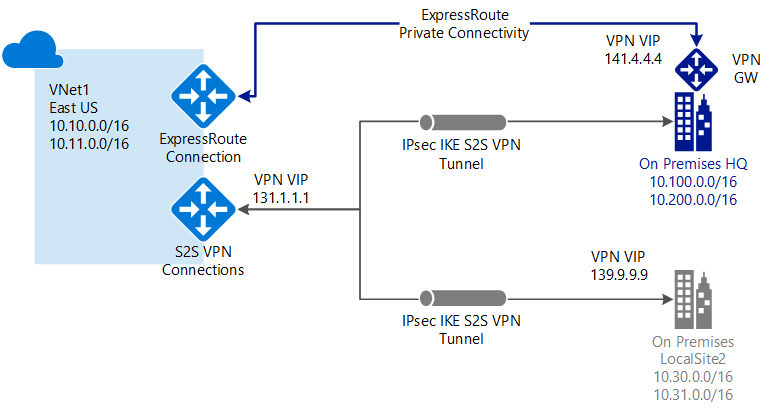 ExpressRoute
Private Connectivity
VPN VIP
141.4.4.4
VPN
GW
VNet1
East US
10.10.0.0/16
10.11.0.0/16
ExpressRoute
Connection
IPsec IKE S2S VPN
Tunnel
On Premises HQ
10.100.0.0/16
10.200.0.0/16
VPN VIP
131.1.1.1
S2S VPN
Connections
VPN VIP
139.9.9.9
IPsec IKE S2S VPN
Tunnel
On Premises
LocalSite2
10.30.0.0/16
10.31.0.0/16